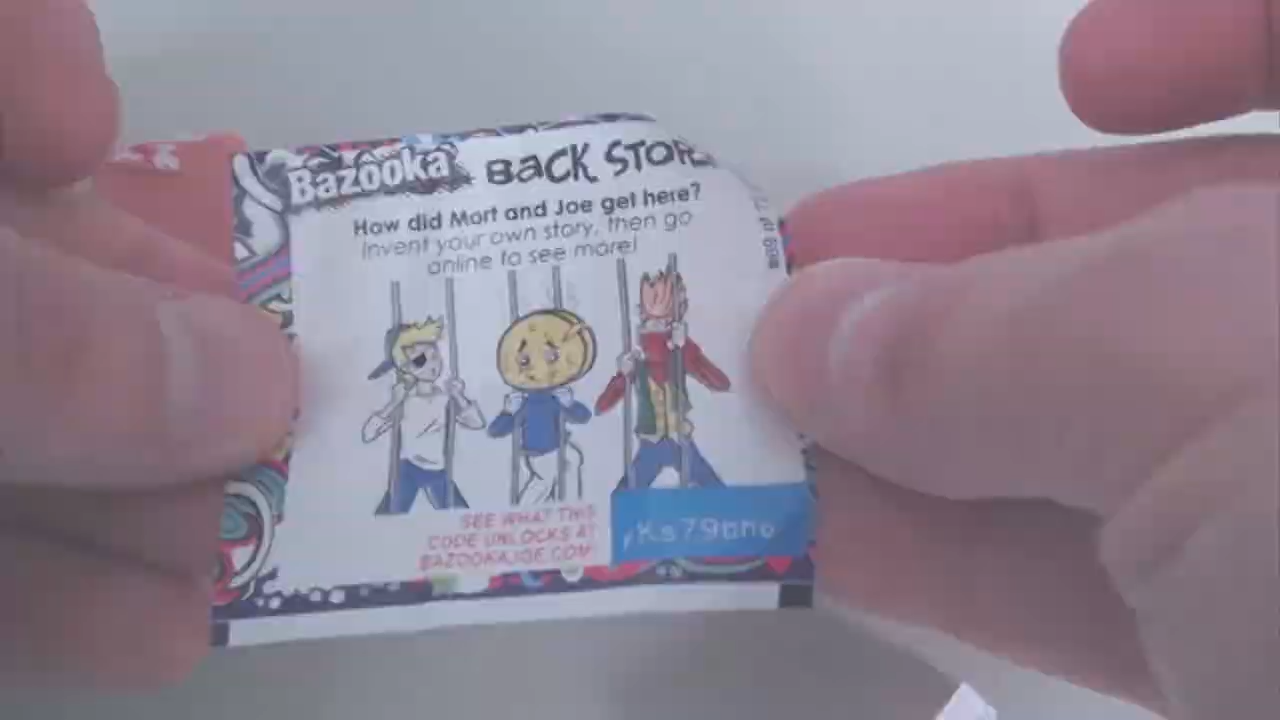 Bazooka BACK STOR
How did Mort and Joe get here?
Invent your own story, then go
online to see more!
SEE WHAT THIS
CODE UNLOCKS AT
BAZOOKAJOE.COM